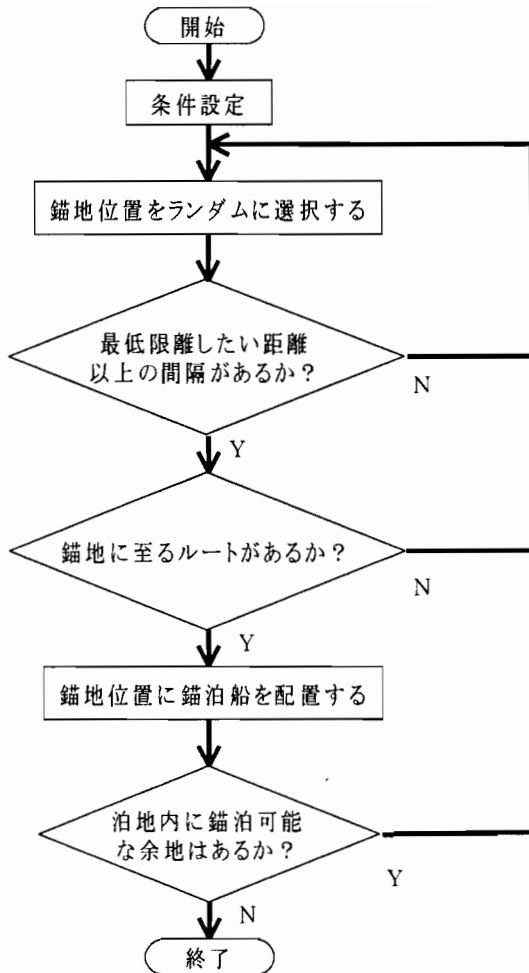 開始
条件設定
錨地位置をランダムに選択する
最低限離したい距離
以上の間隔があるか？
N
Y
錨地に至るルートがあるか？
N
Y
錨地位置に錨泊船を配置する
泊地内に錨泊可能
な余地はあるか？
Y
N
終了